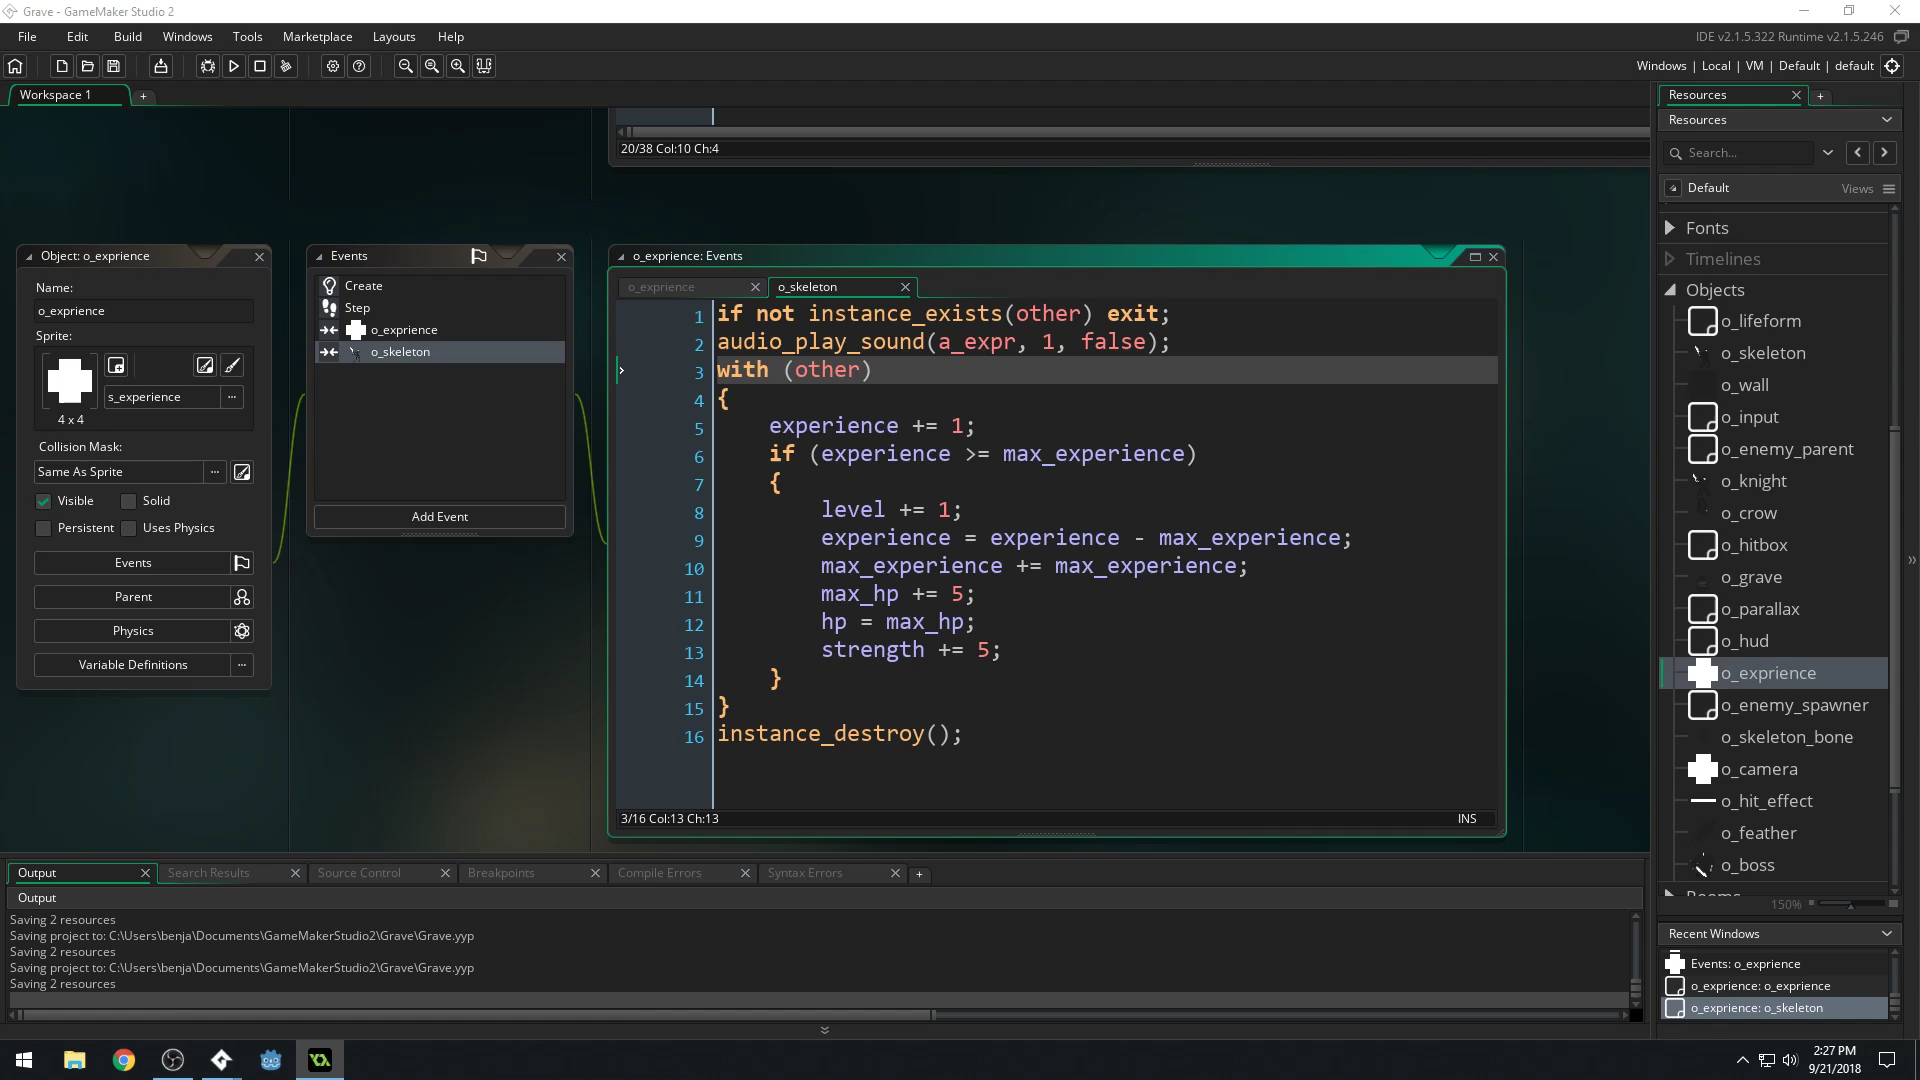 Grave - GameMaker Studio 2
File Edit Build Windows Tools Marketplace Layouts Help
IDE v2.1.5.322 Runtime v2.1.5.246
Windows | Local | VM | Default | default
Workspace 1
20/38 Col:10 Ch:4
Object: o_exprience
Name:
o_exprience
Sprite:
s_experience
4 x 4
Collision Mask:
Same As Sprite
Visible Solid
Persistent Uses Physics
Events
Parent
Physics
Variable Definitions
Events
Create
Step
o_exprience
o_skeleton
Add Event
o_exprience: Events
o_exprience o_skeleton
1 if not instance_exists(other) exit;
2 audio_play_sound(a_expr, 1, false);
3 with (other)
4 {
5 experience += 1;
6 if (experience >= max_experience)
7 {
8 level += 1;
9 experience = experience - max_experience;
10 max_experience += max_experience;
11 max_hp += 5;
12 hp = max_hp;
13 strength += 5;
14 }
15 }
16 instance_destroy();
3/16 Col:13 Ch:13 INS
Output Search Results Source Control Breakpoints Compile Errors Syntax Errors
Output
Saving 2 resources
Saving project to: C:\Users\benja\Documents\GameMakerStudio2\Grave\Grave.yyp
Saving 2 resources
Saving project to: C:\Users\benja\Documents\GameMakerStudio2\Grave\Grave.yyp
Saving 2 resources
Resources
Resources
Search...
Default Views
Fonts
Timelines
Objects
o_lifeform
o_skeleton
o_wall
o_input
o_enemy_parent
o_knight
o_crow
o_hitbox
o_grave
o_parallax
o_hud
o_exprience
o_enemy_spawner
o_skeleton_bone
o_camera
o_hit_effect
o_feather
o_boss
Rooms
150%
Recent Windows
Events: o_exprience
o_exprience: o_exprience
o_exprience: o_skeleton
2:27 PM
9/21/2018